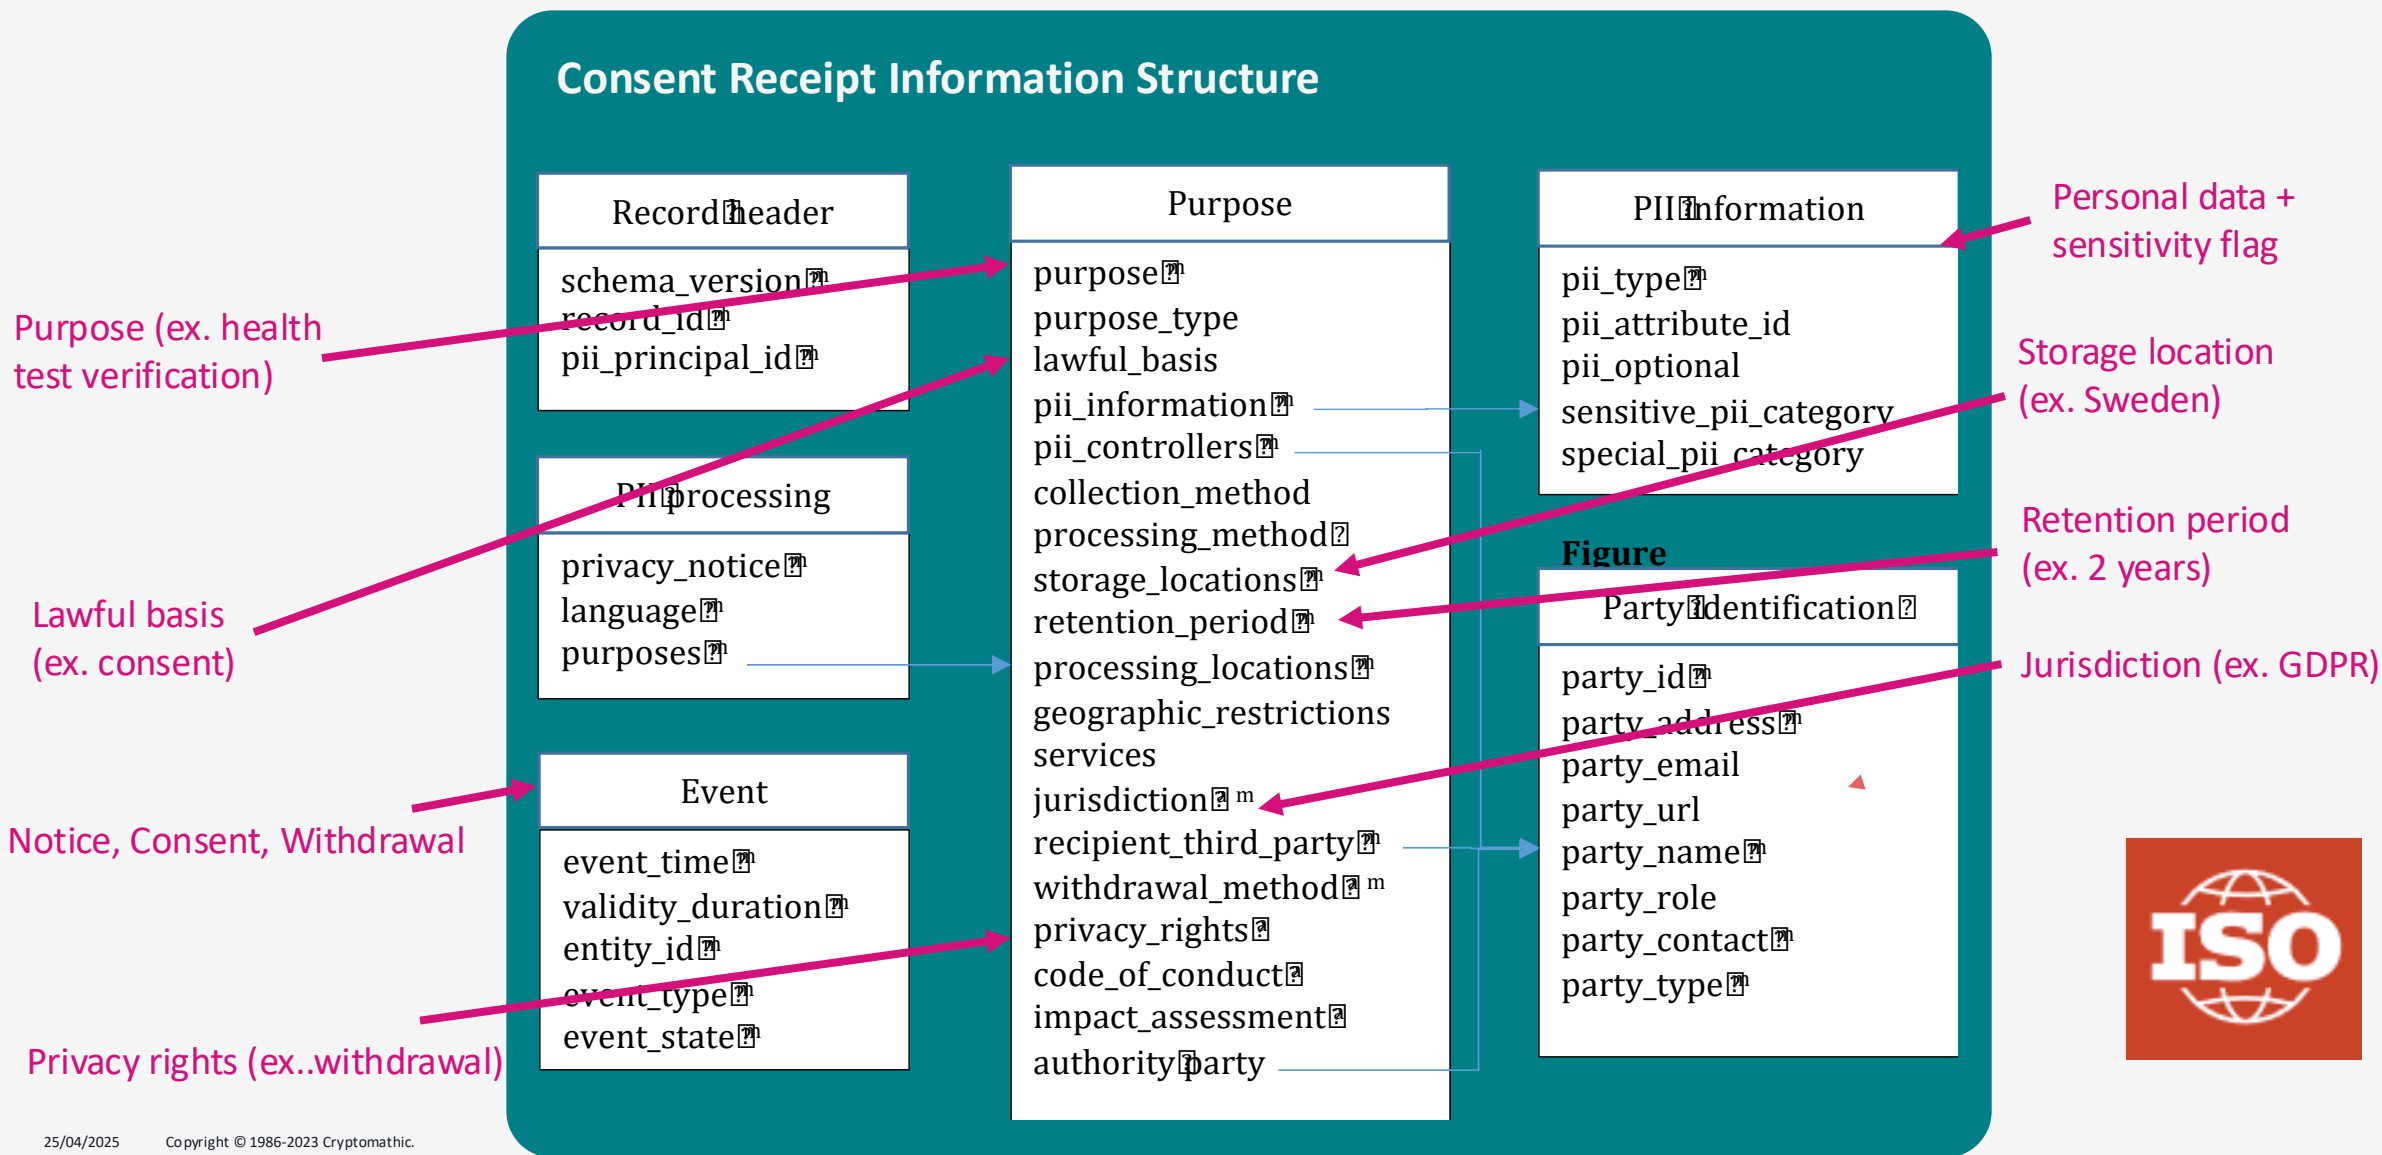 Consent Receipt Information Structure
Record header
schema_version m
record_id m
pii_principal_id m
PII processing
privacy_notice m
language m
purposes m
Event
event_time m
validity_duration m
entity_id m
event_type m
event_state m
Purpose
purpose m
purpose_type
lawful_basis
pii_information m
pii_controllers m
collection_method
processing_method
storage_locations m
retention_period m
processing_locations m
geographic_restrictions
services
jurisdiction a m
recipient_third_party m
withdrawal_method a m
privacy_rights a
code_of_conduct a
impact_assessment a
authority party
PII information
pii_type m
pii_attribute_id
pii_optional
sensitive_pii_category
special_pii_category
Figure
Party identification
party_id m
party_address m
party_email
party_url
party_name m
party_role
party_contact m
party_type m
Purpose (ex. health
test verification)
Lawful basis
(ex. consent)
Notice, Consent, Withdrawal
Privacy rights (ex..withdrawal)
Personal data +
sensitivity flag
Storage location
(ex. Sweden)
Retention period
(ex. 2 years)
Jurisdiction (ex. GDPR)
ISO
25/04/2025
Copyright © 1986-2023 Cryptomathic.